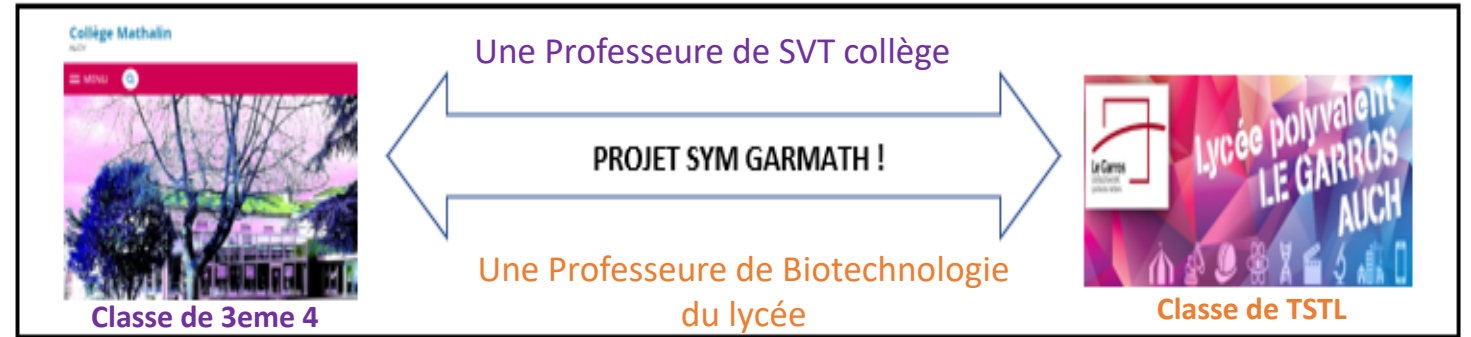 Collège Mathalin
AUCH
MENU
Une Professeure de SVT collège
PROJET SYM GARMATH !
Une Professeure de Biotechnologie
du lycée
Classe de 3eme 4
Le Garros
Lycée polyvalent
LE GARROS
AUCH
Classe de TSTL